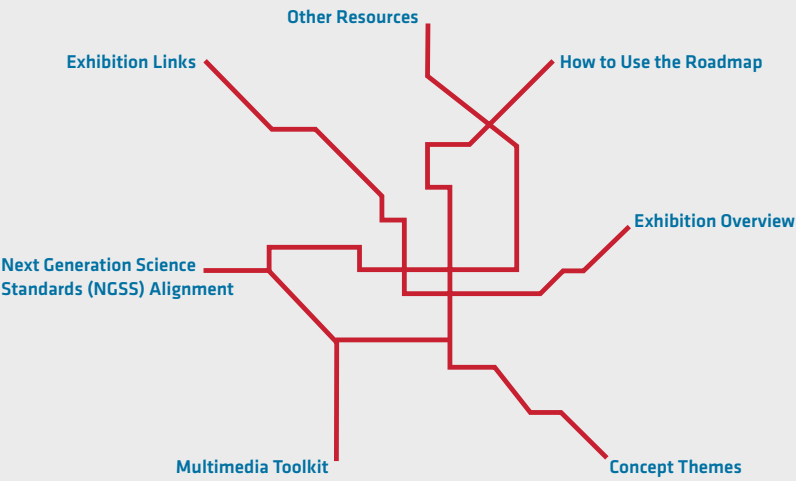 Other Resources
Exhibition Links
How to Use the Roadmap
Exhibition Overview
Next Generation Science
Standards (NGSS) Alignment
Multimedia Toolkit
Concept Themes